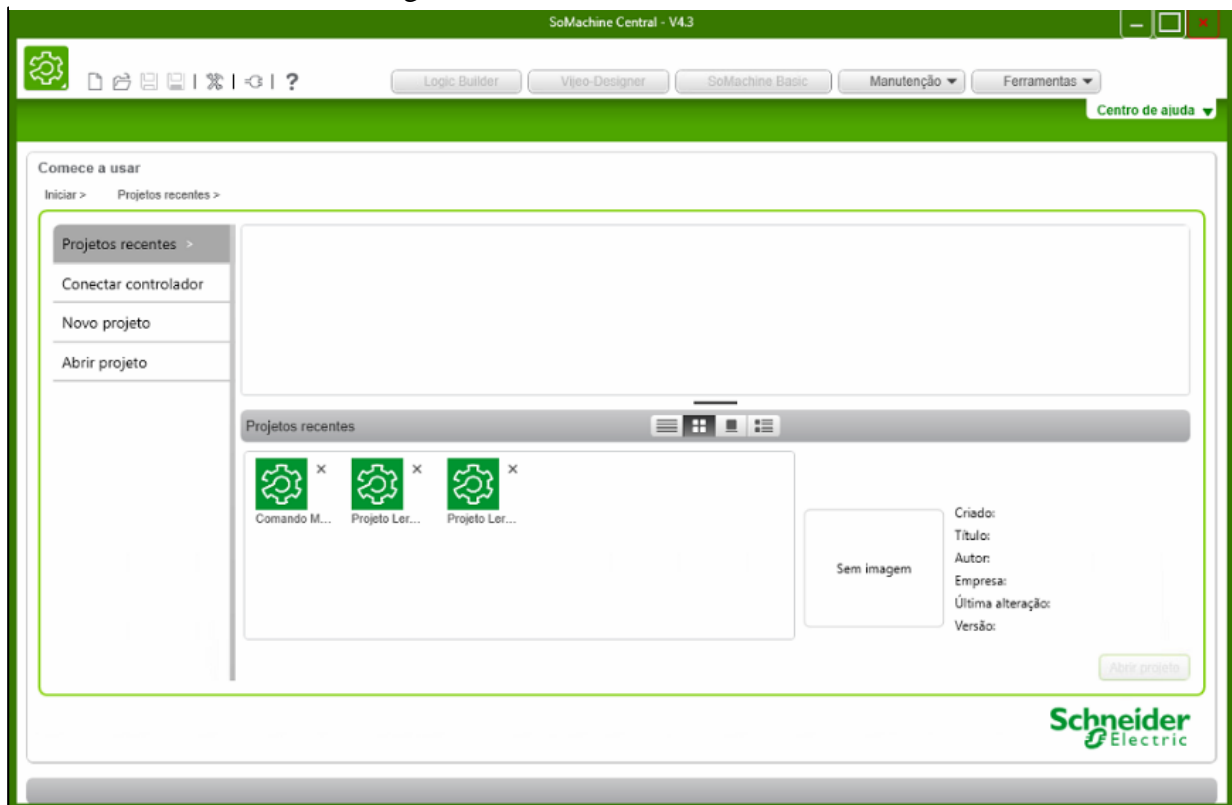 SoMachine Central - V4.3
? Logic Builder Vijeo-Designer SoMachine Basic Manutenção Ferramentas
Centro de ajuda
Comece a usar
Iniciar > Projetos recentes >
Projetos recentes >
Conectar controlador
Novo projeto
Abrir projeto
Projetos recentes
Comando M... Projeto Ler... Projeto Ler...
Sem imagem
Criado:
Título:
Autor:
Empresa:
Última alteração:
Versão:
Abrir projeto
Schneider
Electric